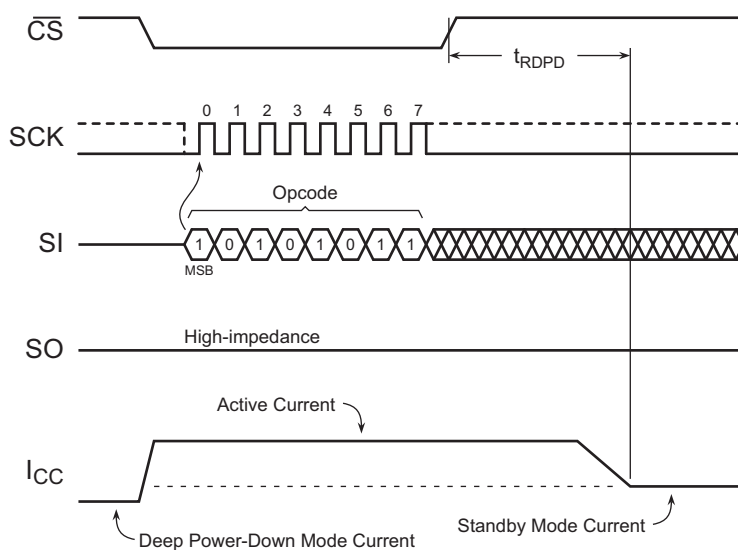 CS
tRDPD
0 1 2 3 4 5 6 7
SCK
Opcode
SI
1 0 1 0 1 0 1 1
MSB
High-impedance
SO
Active Current
ICC
Standby Mode Current
Deep Power-Down Mode Current